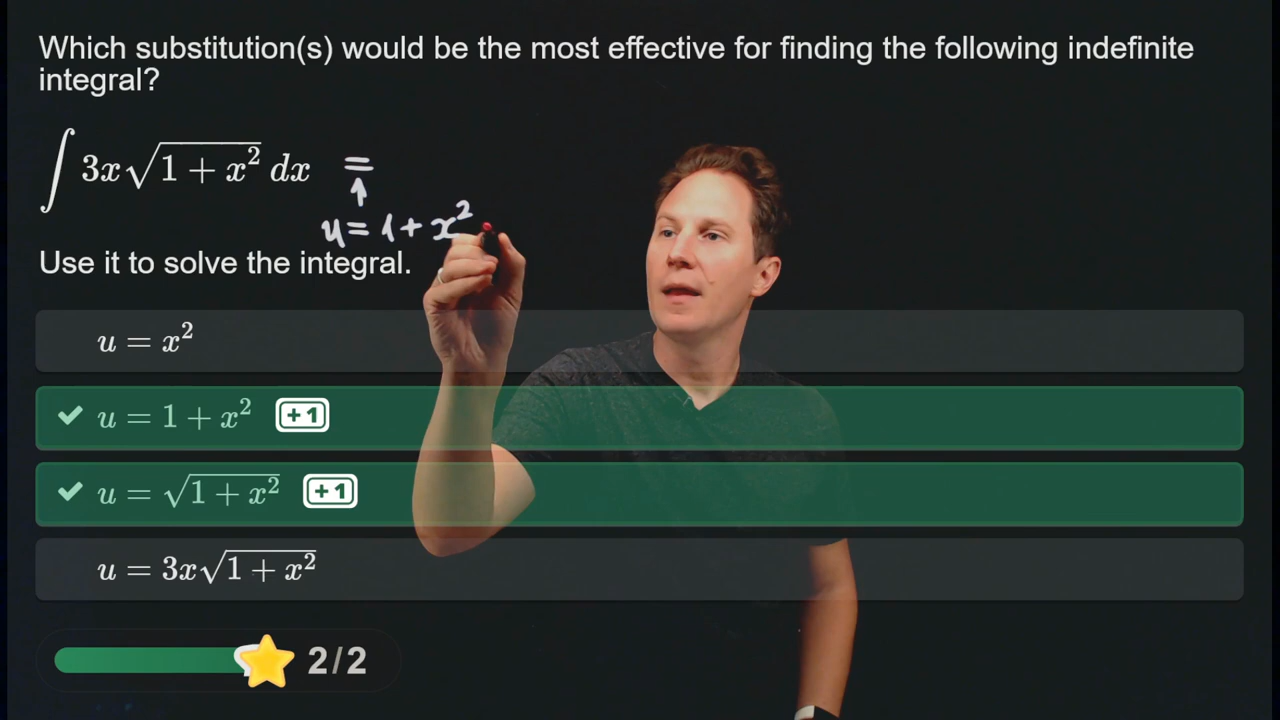 Which substitution(s) would be the most effective for finding the following indefinite
integral?
∫ 3x√(1 + x²) dx =
↑
u = 1 + x²
Use it to solve the integral.
u = x²
✓ u = 1 + x² +1
✓ u = √(1 + x²) +1
u = 3x√(1 + x²)
2/2